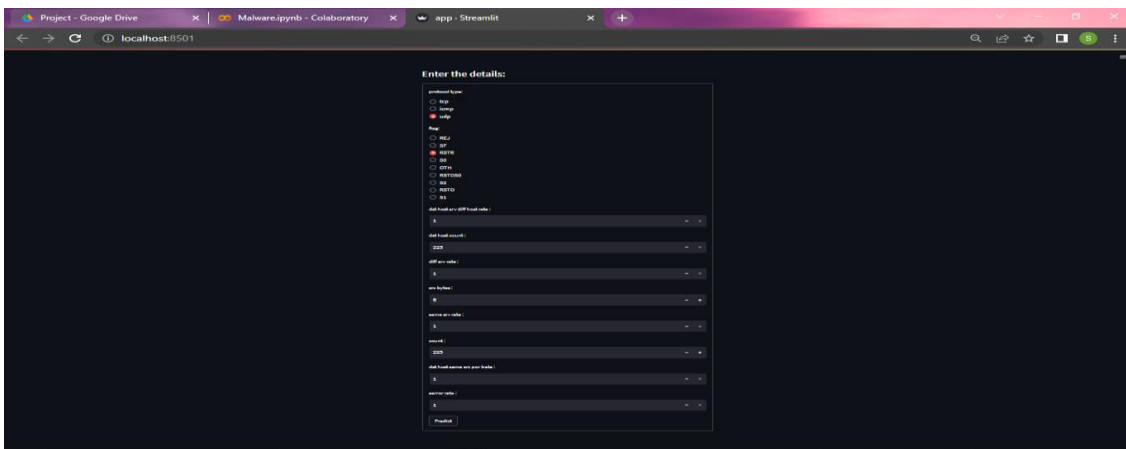 Project - Google Drive
Malware.ipynb - Colaboratory
app · Streamlit
localhost:8501
S
Enter the details:
protocol type:
tcp
icmp
udp
flag:
REJ
SF
RSTR
S0
OTH
RSTOS0
S2
RSTO
S1
dst host srv diff host rate :
1
dst host count :
225
diff srv rate :
1
src bytes :
same srv rate :
1
count :
225
dst host same src port rate :
1
serror rate :
1
Predict